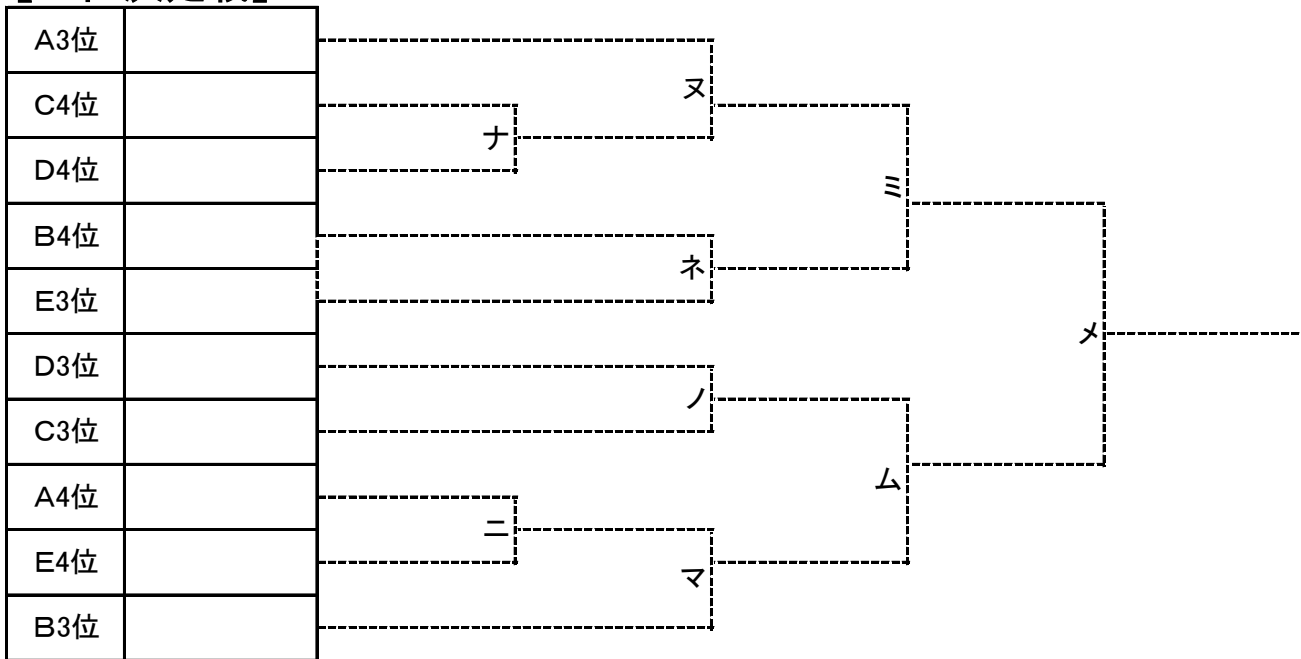 A3位
ヌ
C4位
ナ
D4位
ミ
B4位
ネ
E3位
メ
D3位
ノ
C3位
ム
A4位
ニ
E4位
マ
B3位